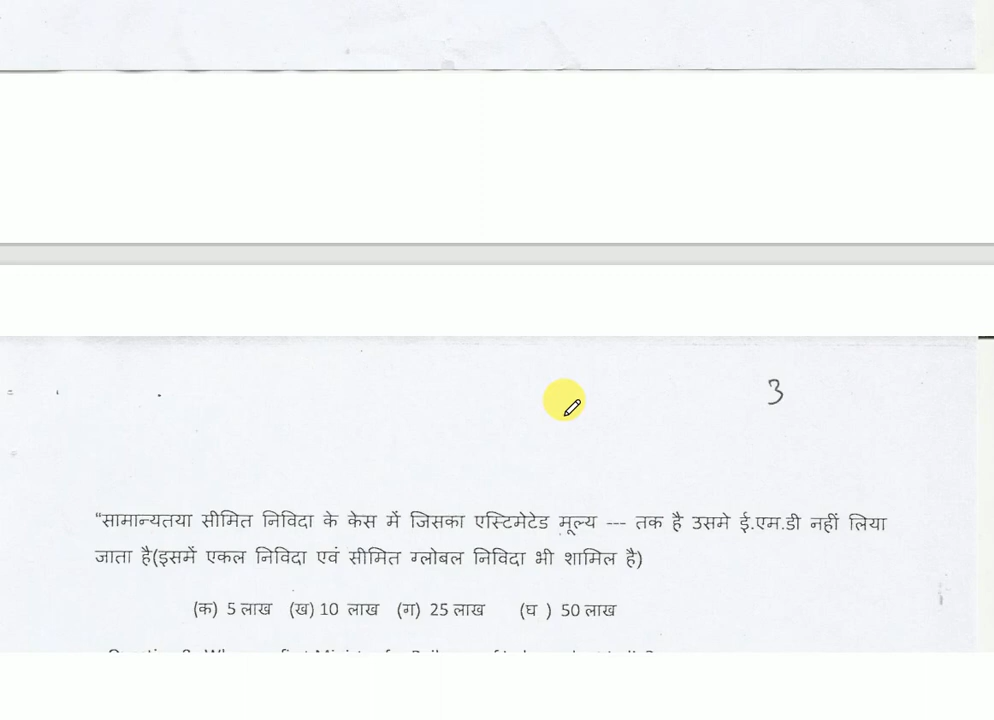 3
“सामान्यतया सीमित निविदा के केस में जिसका एस्टिमेटेड मूल्य --- तक है उसमे ई.एम.डी नहीं लिया
जाता है(इसमें एकल निविदा एवं सीमित ग्लोबल निविदा भी शामिल है)
(क) 5 लाख (ख) 10 लाख (ग) 25 लाख (घ ) 50 लाख